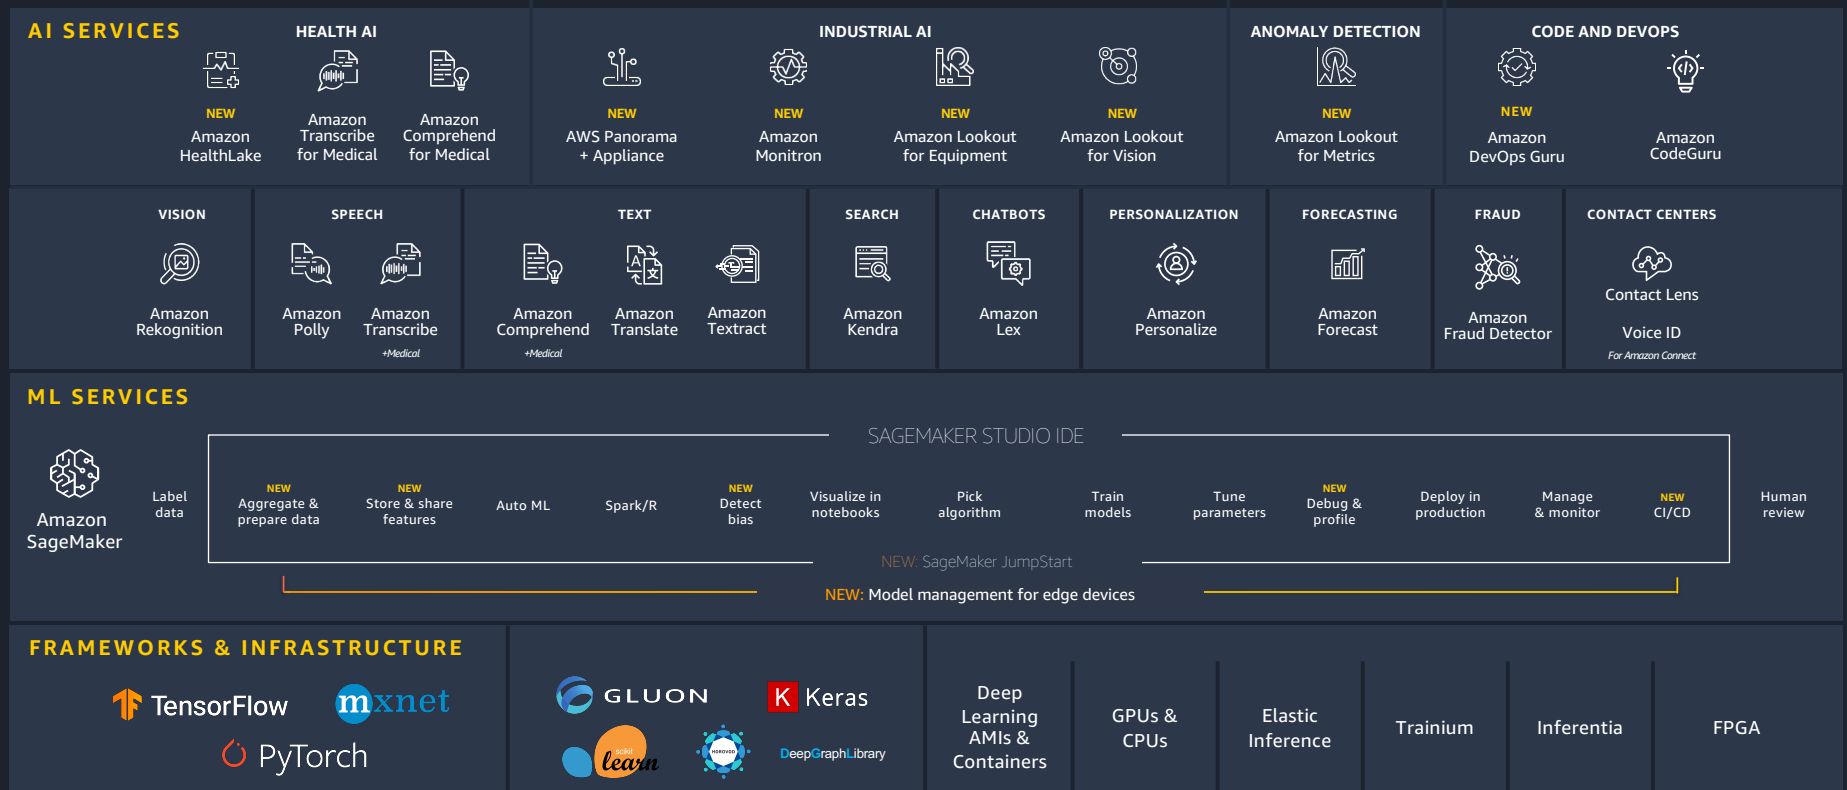 AI SERVICES
HEALTH AI
NEW
Amazon
HealthLake
Amazon
Transcribe
for Medical
Amazon
Comprehend
for Medical
INDUSTRIAL AI
NEW
AWS Panorama
+ Appliance
NEW
Amazon
Monitron
NEW
Amazon Lookout
for Equipment
NEW
Amazon Lookout
for Vision
ANOMALY DETECTION
NEW
Amazon Lookout
for Metrics
CODE AND DEVOPS
NEW
Amazon
DevOps Guru
Amazon
CodeGuru
VISION
Amazon
Rekognition
SPEECH
Amazon
Polly
Amazon
Transcribe
+Medical
TEXT
Amazon
Comprehend
+Medical
A
文
Amazon
Translate
Amazon
Textract
SEARCH
Amazon
Kendra
CHATBOTS
Amazon
Lex
PERSONALIZATION
Amazon
Personalize
FORECASTING
Amazon
Forecast
FRAUD
Amazon
Fraud Detector
CONTACT CENTERS
Contact Lens
Voice ID
For Amazon Connect
ML SERVICES
Amazon
SageMaker
SAGEMAKER STUDIO IDE
Label
data
NEW
Aggregate &
prepare data
NEW
Store & share
features
Auto ML
Spark/R
NEW
Detect
bias
Visualize in
notebooks
Pick
algorithm
Train
models
Tune
parameters
NEW
Debug &
profile
Deploy in
production
Manage
& monitor
NEW
CI/CD
Human
review
NEW: SageMaker JumpStart
NEW: Model management for edge devices
FRAMEWORKS & INFRASTRUCTURE
TensorFlow
mxnet
PyTorch
GLUON
K Keras
scikit
learn
HOROVOD
DeepGraphLibrary
Deep
Learning
AMIs &
Containers
GPUs &
CPUs
Elastic
Inference
Trainium
Inferentia
FPGA